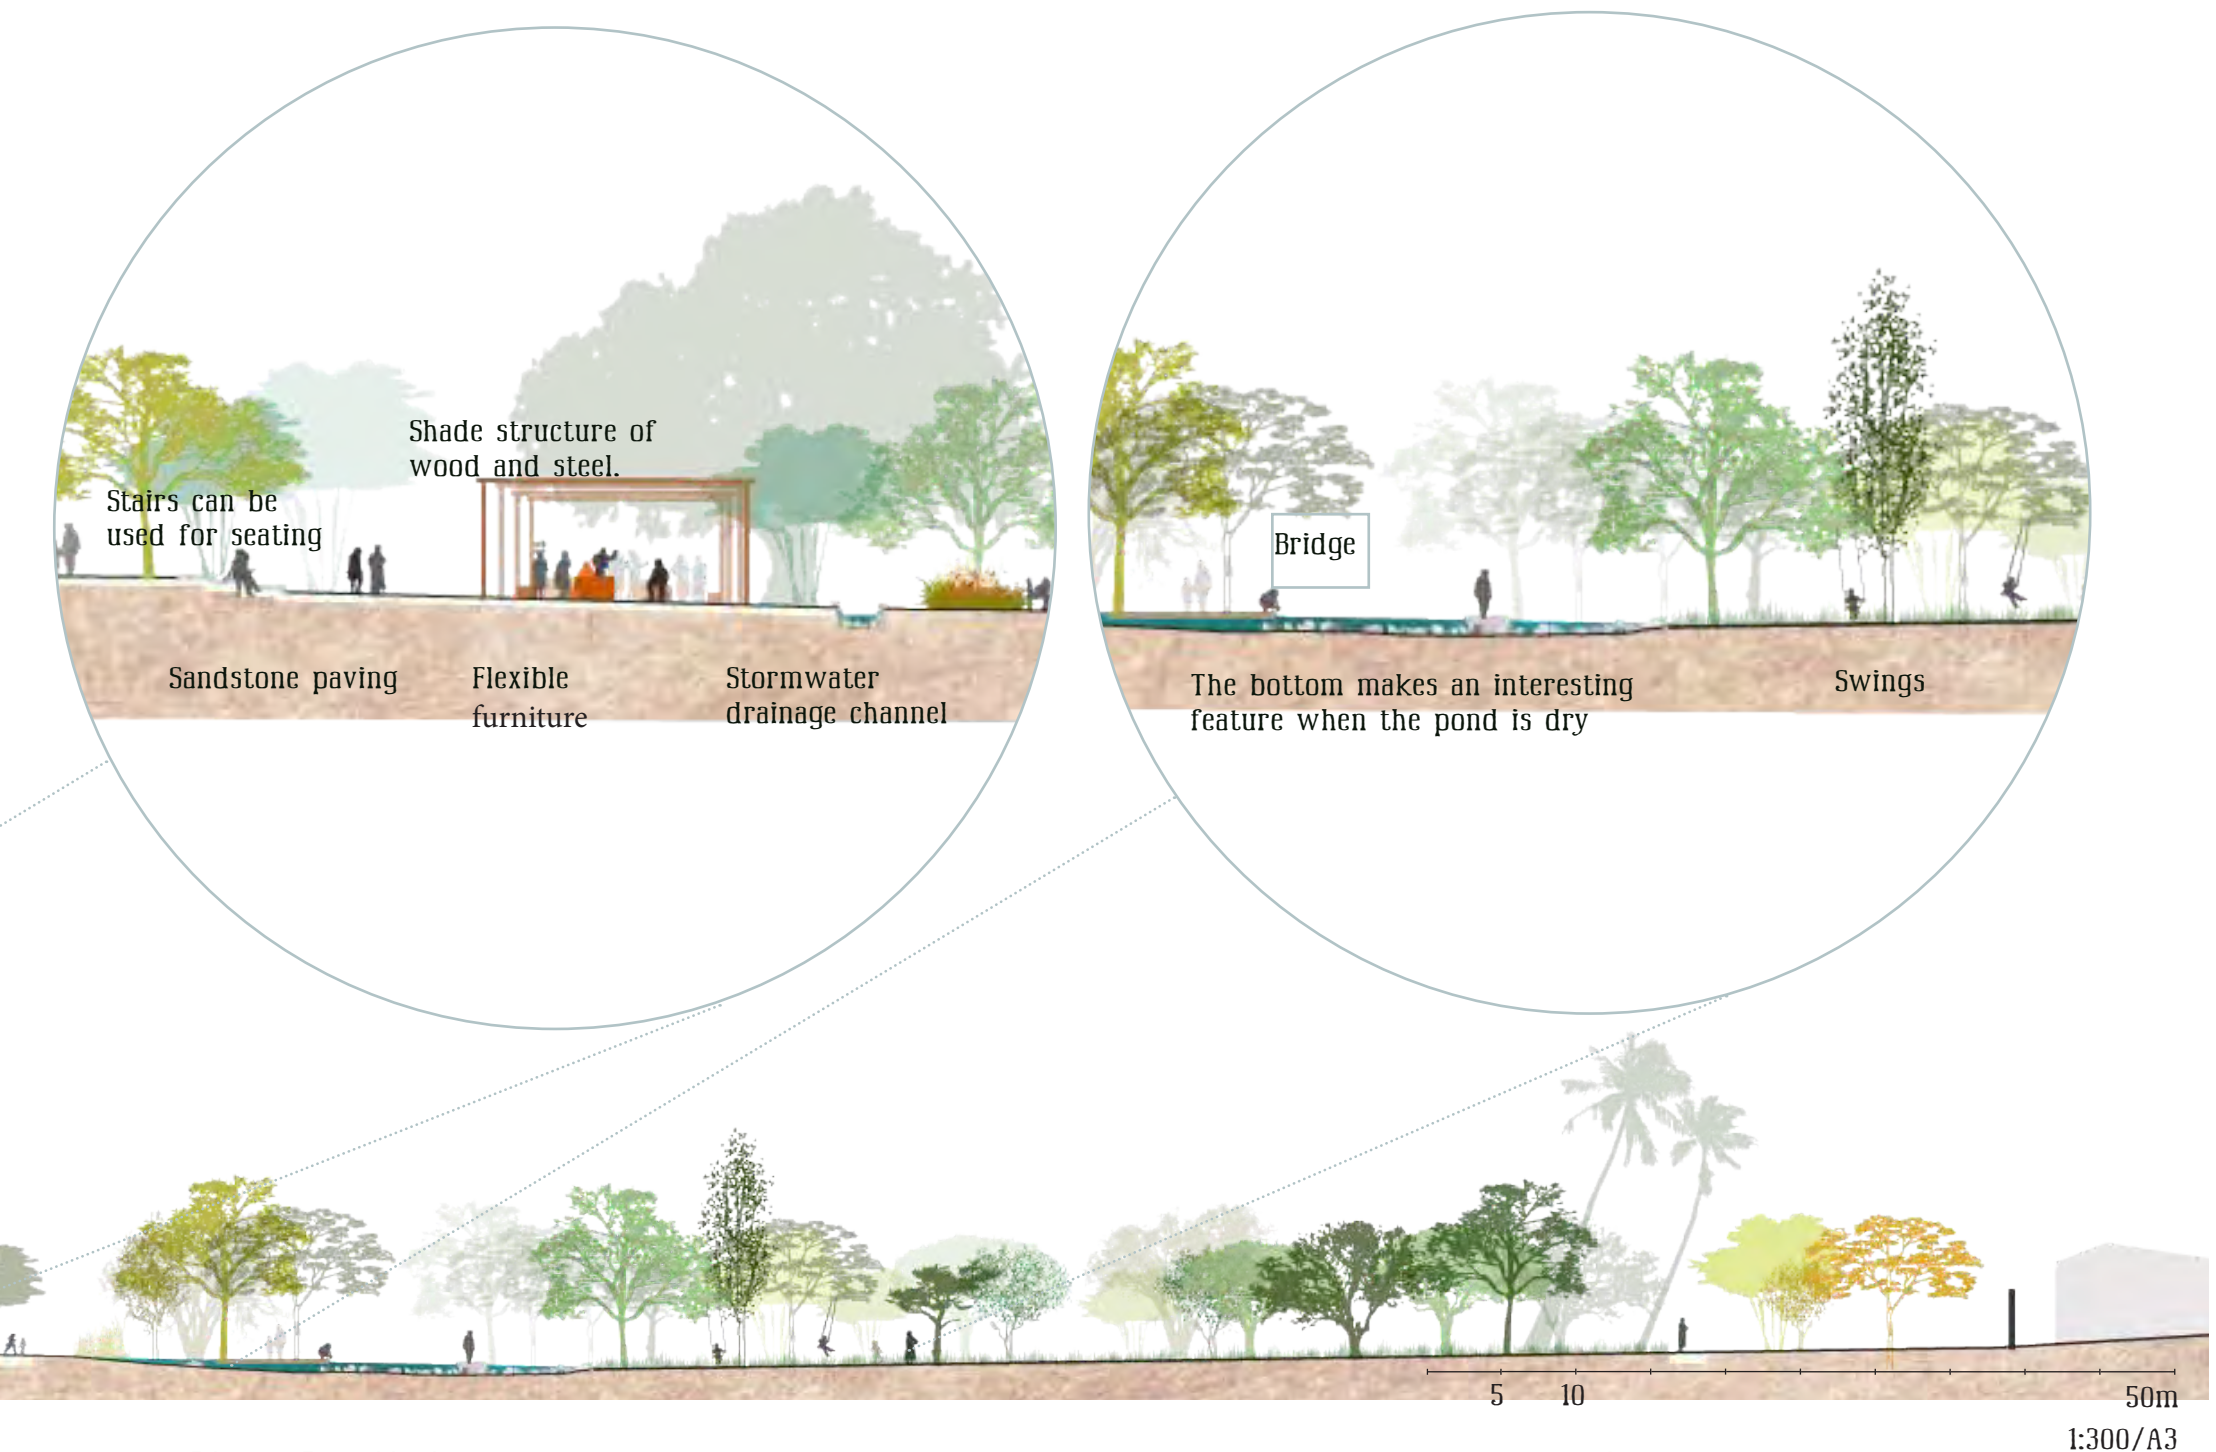 Shade structure of
wood and steel.
Stairs can be
used for seating
Sandstone paving
Flexible
furniture
Stormwater
drainage channel
Bridge
The bottom makes an interesting
feature when the pond is dry
Swings
5 10 50m
1:300/A3